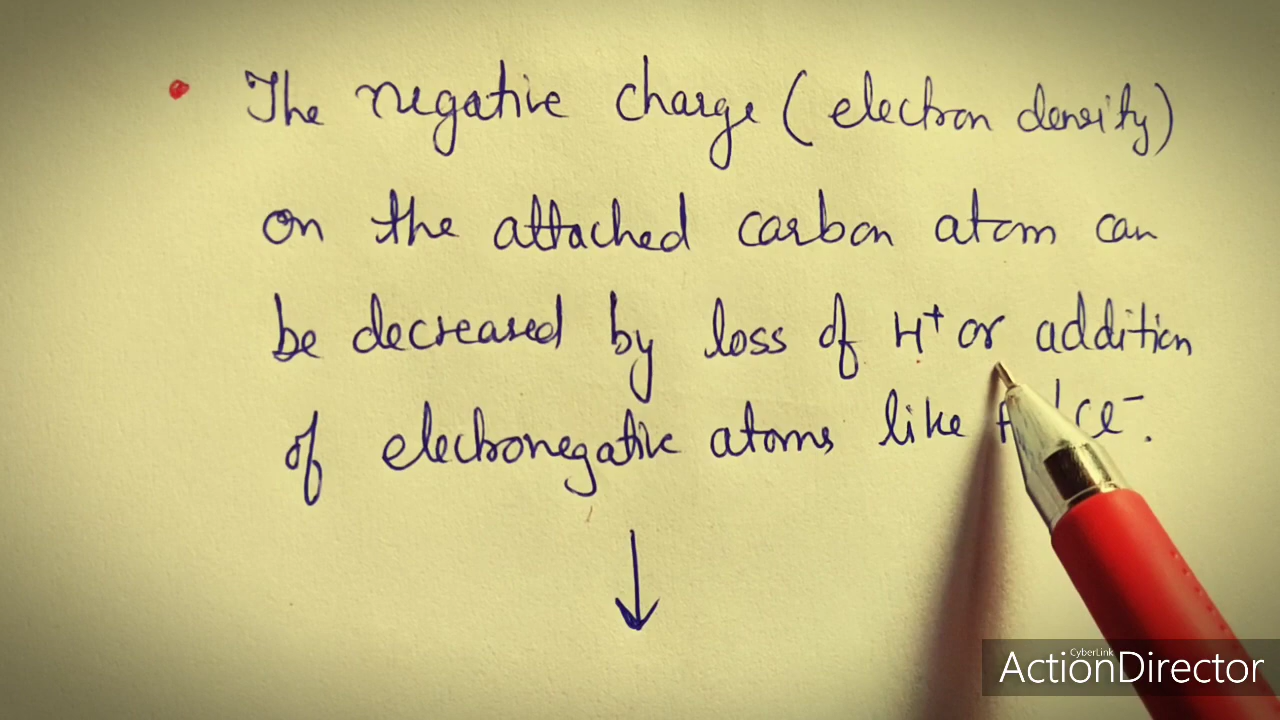 The negative charge (electron density)
on the attached carbon atom can
be decreased by loss of H+ or addition
of electronegative atoms like
CyberLink
ActionDirector